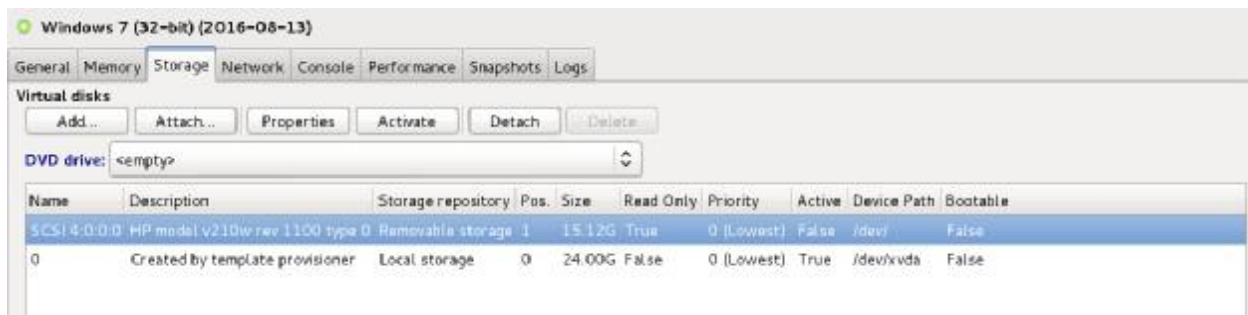 Windows 7 (32-bit) (2016-08-13)
General Memory Storage Network Console Performance Snapshots Logs
Virtual disks
Add... Attach... Properties Activate Detach Delete
DVD drive: <empty>
Name Description Storage repository Pos. Size Read Only Priority Active Device Path Bootable
SCSI 4:0:0:0 HP model v210w rev 1100 type 0 Removable storage 1 15.12G True 0 (Lowest) False /dev/ False
0 Created by template provisioner Local storage 0 24.00G False 0 (Lowest) True /dev/xvda False